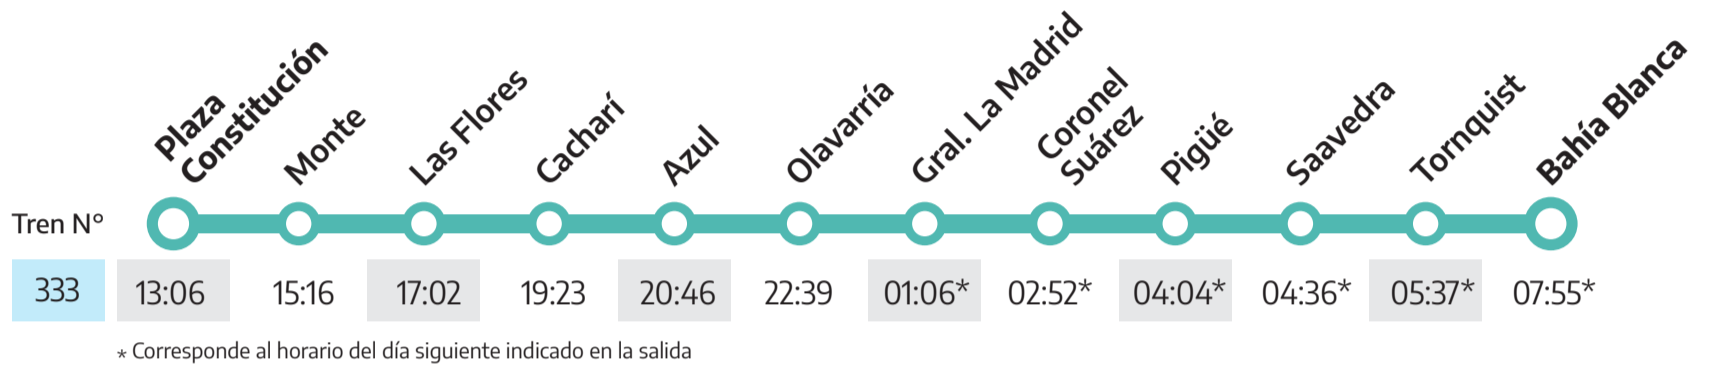 Plaza
Constitución
Monte
Las Flores
Cacharí
Azul
Olavarría
Gral. La Madrid
Coronel
Suárez
Pigüé
Saavedra
Tornquist
Bahía Blanca
Tren N°
333 13:06 15:16 17:02 19:23 20:46 22:39 01:06* 02:52* 04:04* 04:36* 05:37* 07:55*
* Corresponde al horario del día siguiente indicado en la salida